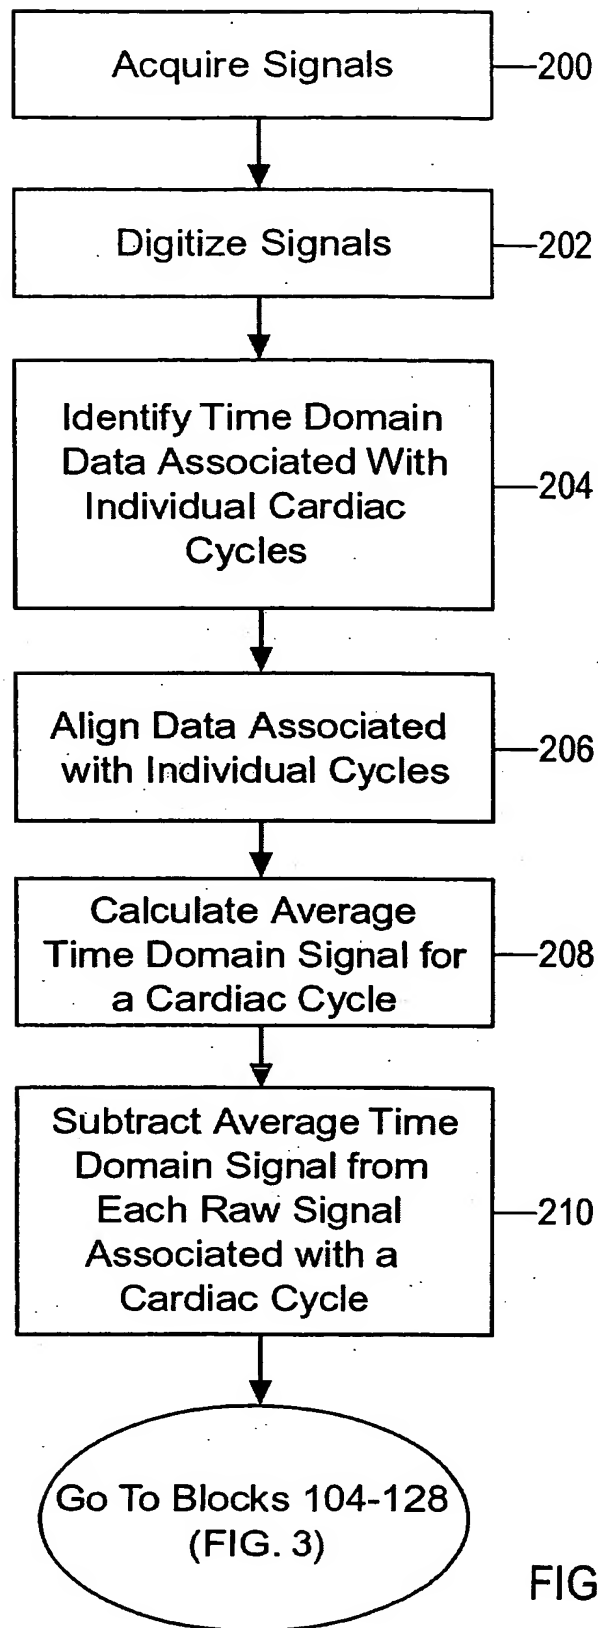 Acquire Signals
200
Digitize Signals
202
Identify Time Domain
Data Associated With
Individual Cardiac
Cycles
204
Align Data Associated
with Individual Cycles
206
Calculate Average
Time Domain Signal for
a Cardiac Cycle
208
Subtract Average Time
Domain Signal from
Each Raw Signal
Associated with a
Cardiac Cycle
210
Go To Blocks 104-128
(FIG. 3)
FIG